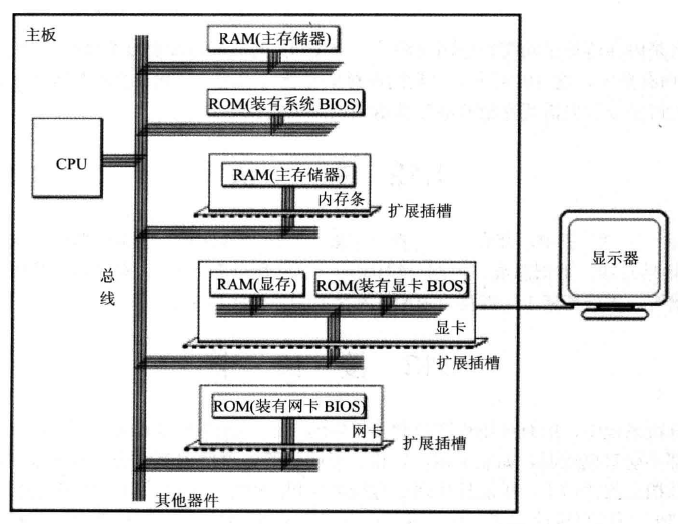 主板
RAM(主存储器)
ROM(装有系统 BIOS)
CPU
RAM(主存储器)
内存条
扩展插槽
总线
RAM(显存)
ROM(装有显卡 BIOS)
显卡
扩展插槽
显示器
ROM(装有网卡 BIOS)
网卡
扩展插槽
其他器件